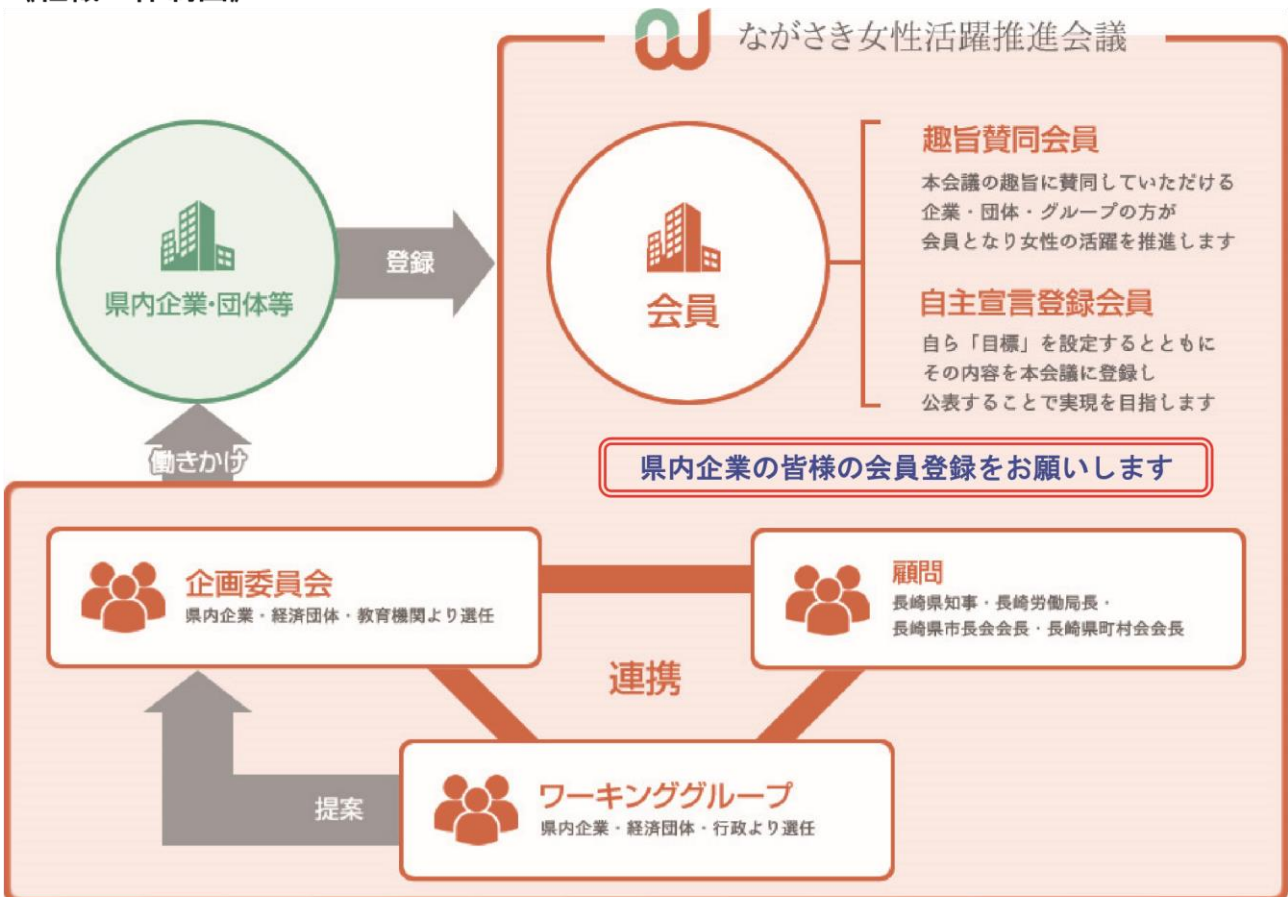 ながさき女性活躍推進会議
県内企業・団体等
登録
会員
趣旨賛同会員
本会議の趣旨に賛同していただける
企業・団体・グループの方が
会員となり女性の活躍を推進します
自主宣言登録会員
自ら「目標」を設定するとともに
その内容を本会議に登録し
公表することで実現を目指します
県内企業の皆様の会員登録をお願いします
働きかけ
企画委員会
県内企業・経済団体・教育機関より選任
顧問
長崎県知事・長崎労働局長・
長崎県市長会会長・長崎県町村会会長
連携
提案
ワーキンググループ
県内企業・経済団体・行政より選任